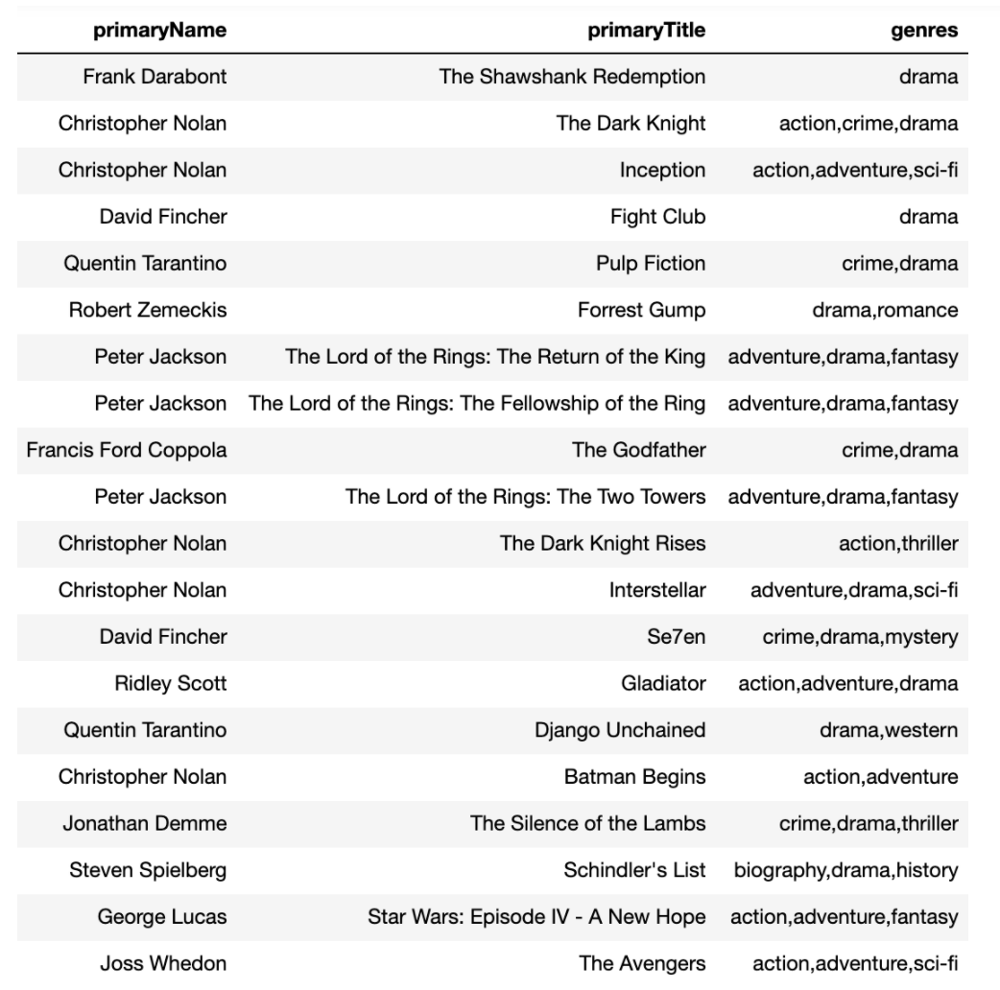 primaryName primaryTitle genres
Frank Darabont The Shawshank Redemption drama
Christopher Nolan The Dark Knight action,crime,drama
Christopher Nolan Inception action,adventure,sci-fi
David Fincher Fight Club drama
Quentin Tarantino Pulp Fiction crime,drama
Robert Zemeckis Forrest Gump drama,romance
Peter Jackson The Lord of the Rings: The Return of the King adventure,drama,fantasy
Peter Jackson The Lord of the Rings: The Fellowship of the Ring adventure,drama,fantasy
Francis Ford Coppola The Godfather crime,drama
Peter Jackson The Lord of the Rings: The Two Towers adventure,drama,fantasy
Christopher Nolan The Dark Knight Rises action,thriller
Christopher Nolan Interstellar adventure,drama,sci-fi
David Fincher Se7en crime,drama,mystery
Ridley Scott Gladiator action,adventure,drama
Quentin Tarantino Django Unchained drama,western
Christopher Nolan Batman Begins action,adventure
Jonathan Demme The Silence of the Lambs crime,drama,thriller
Steven Spielberg Schindler's List biography,drama,history
George Lucas Star Wars: Episode IV - A New Hope action,adventure,fantasy
Joss Whedon The Avengers action,adventure,sci-fi